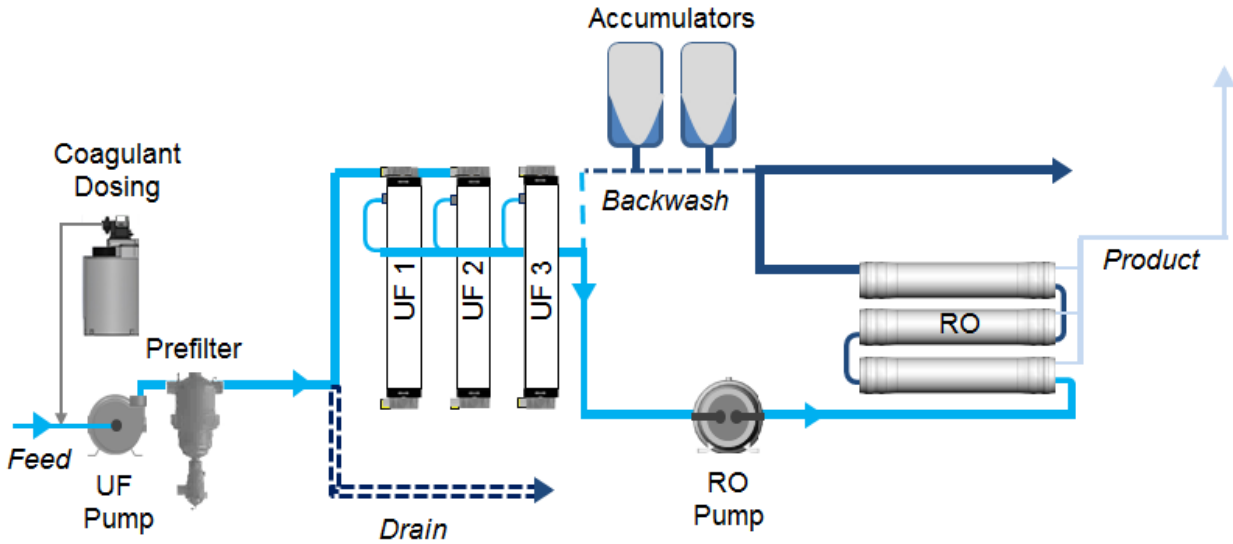 Accumulators
Coagulant
Dosing
Backwash
UF 1
UF 2
UF 3
Product
RO
Prefilter
Feed
UF
Pump
RO
Pump
Drain